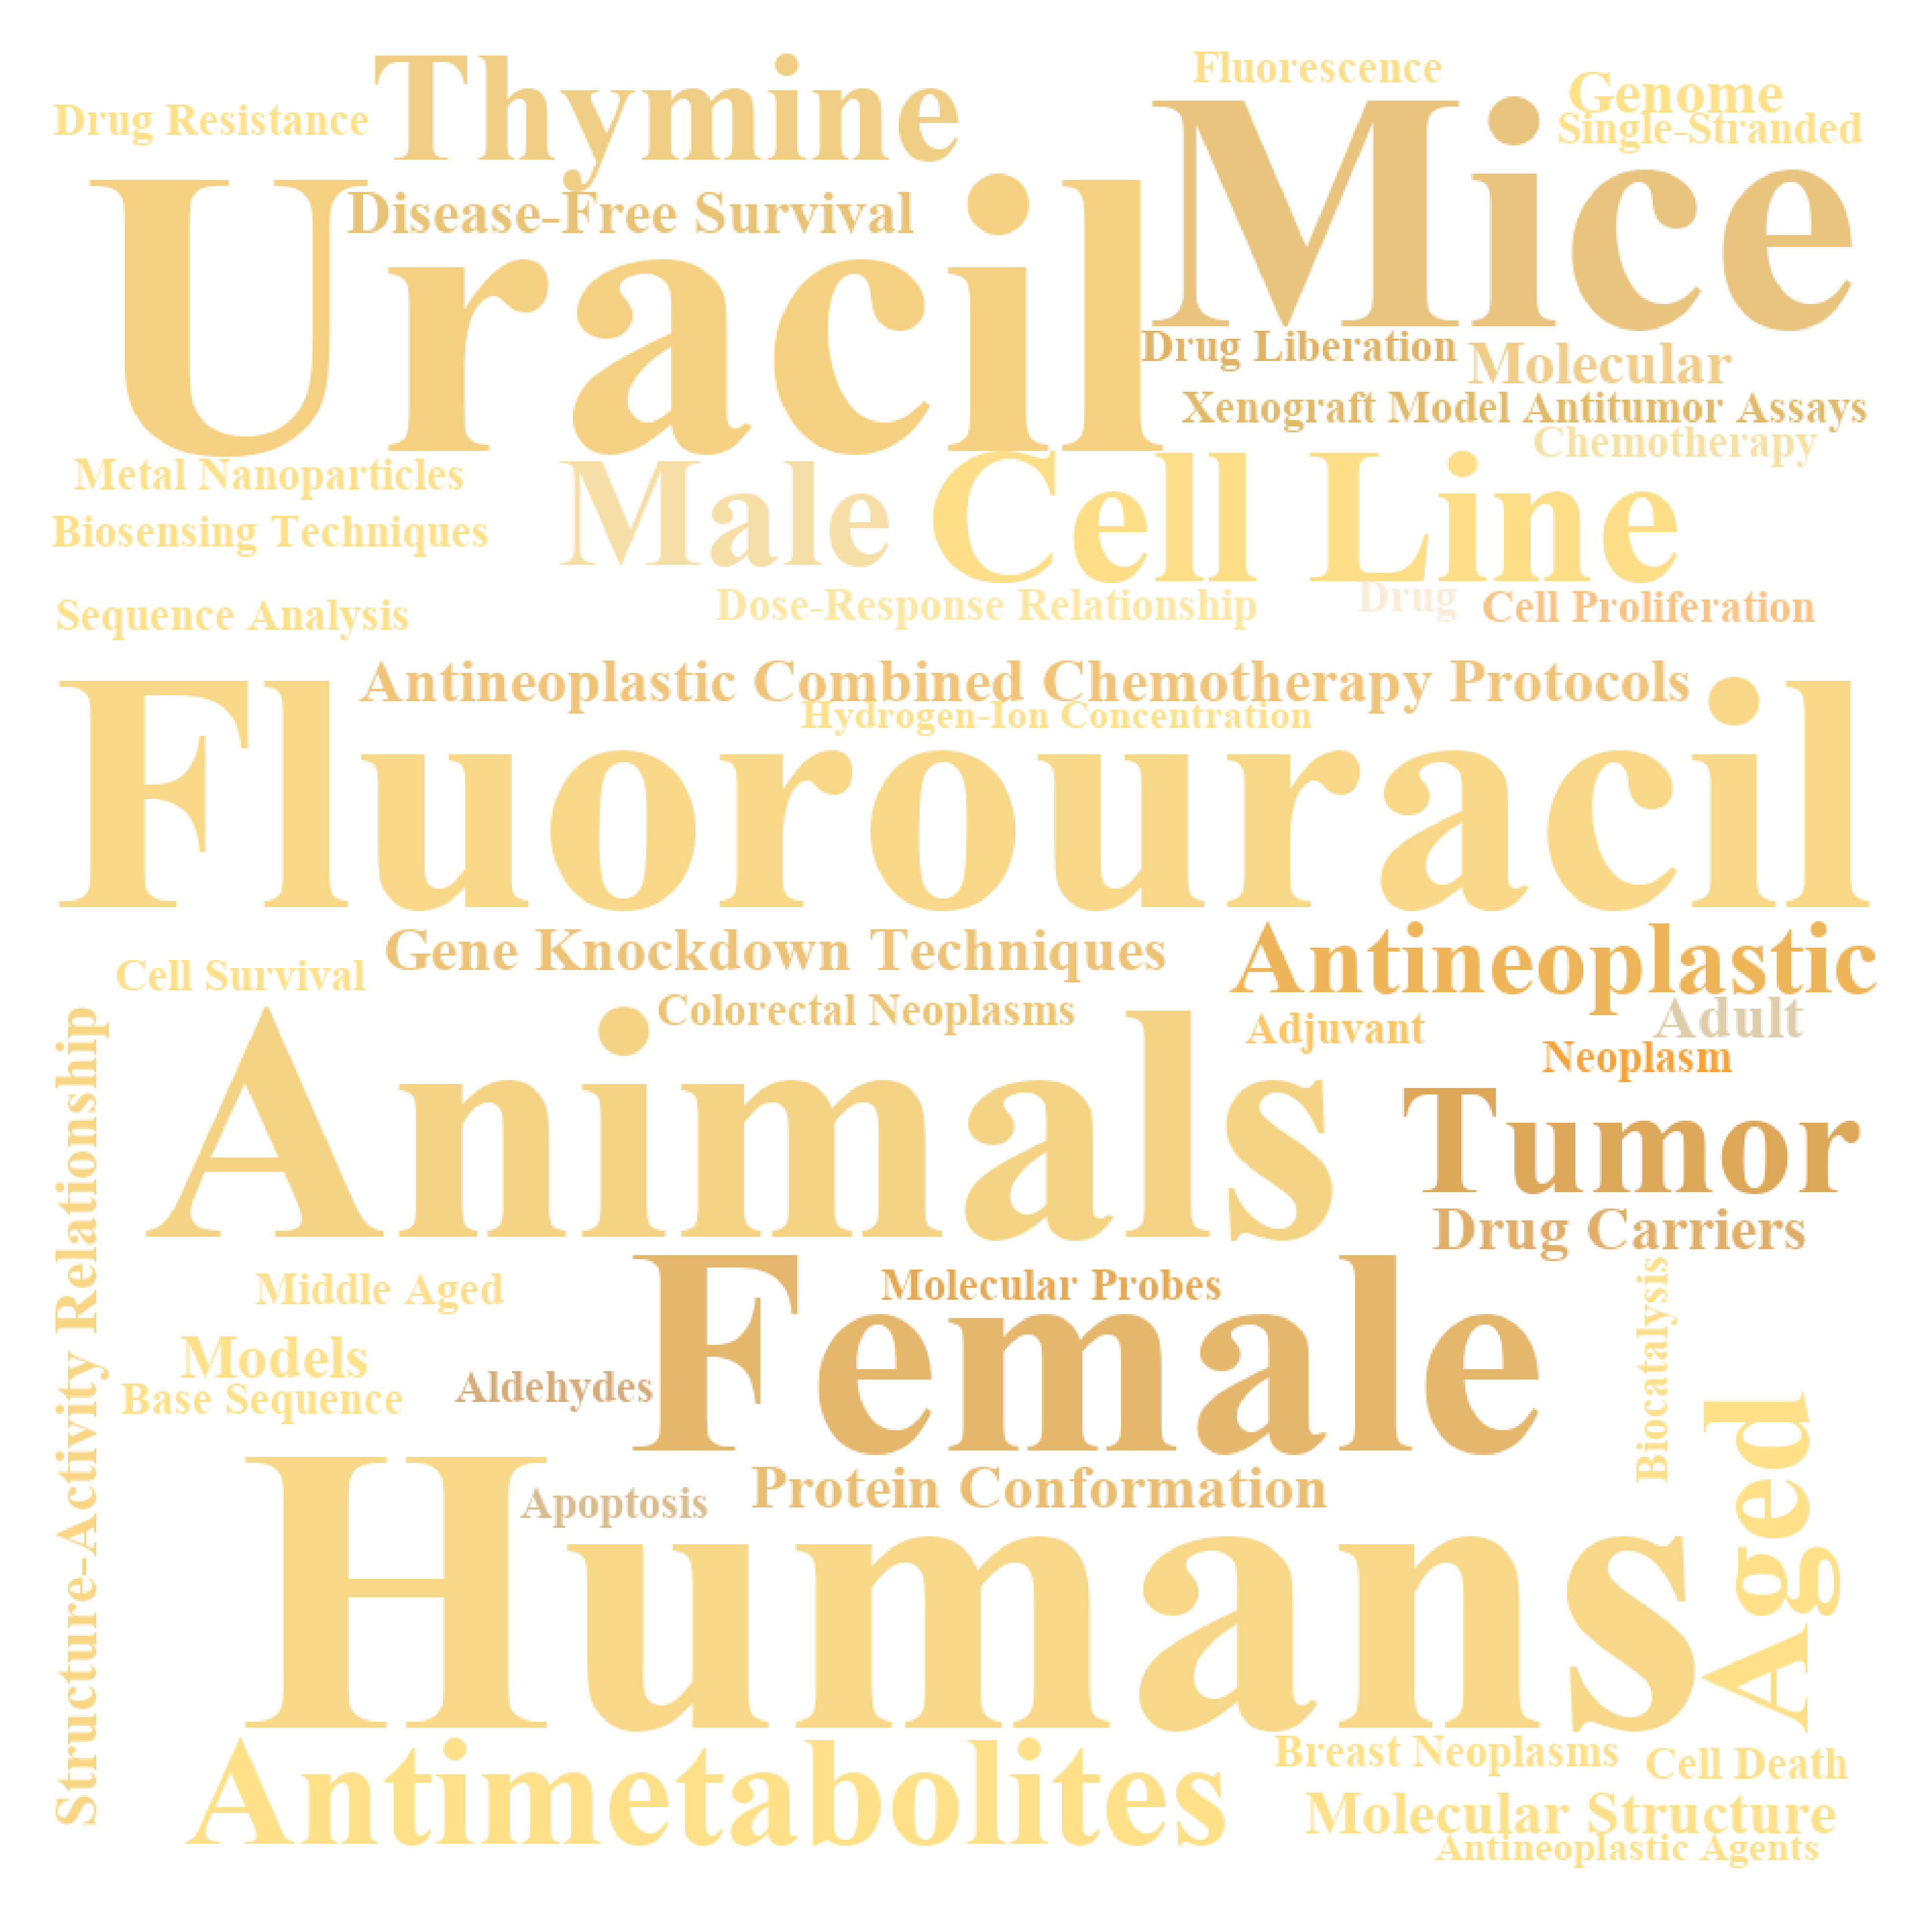 Thymine
Fluorescence
Genome
Drug Resistance
Single-Stranded
Mice
Uracil
Disease-Free Survival
Drug Liberation
Molecular
Xenograft Model Antitumor Assays
Chemotherapy
Metal Nanoparticles
Male
Cell Line
Biosensing Techniques
Sequence Analysis
Dose-Response Relationship
Drug
Cell Proliferation
Antineoplastic Combined Chemotherapy Protocols
Hydrogen-Ion Concentration
Fluorouracil
Gene Knockdown Techniques
Antineoplastic
Cell Survival
Colorectal Neoplasms
Adjuvant
Adult
Neoplasm
Animals
Tumor
Structure-Activity Relationship
Drug Carriers
Middle Aged
Molecular Probes
Female
Biocatalysis
Models
Base Sequence
Aldehydes
Aged
Apoptosis
Protein Conformation
Humans
Antimetabolites
Breast Neoplasms
Cell Death
Molecular Structure
Antineoplastic Agents